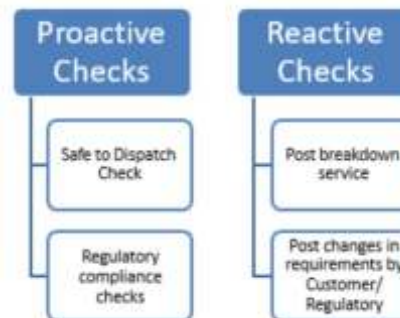 Proactive
Checks
Safe to Dispatch
Check
Regulatory
compliance
checks
Reactive
Checks
Post breakdown
service
Post changes in
requirements by
Customer/
Regulatory